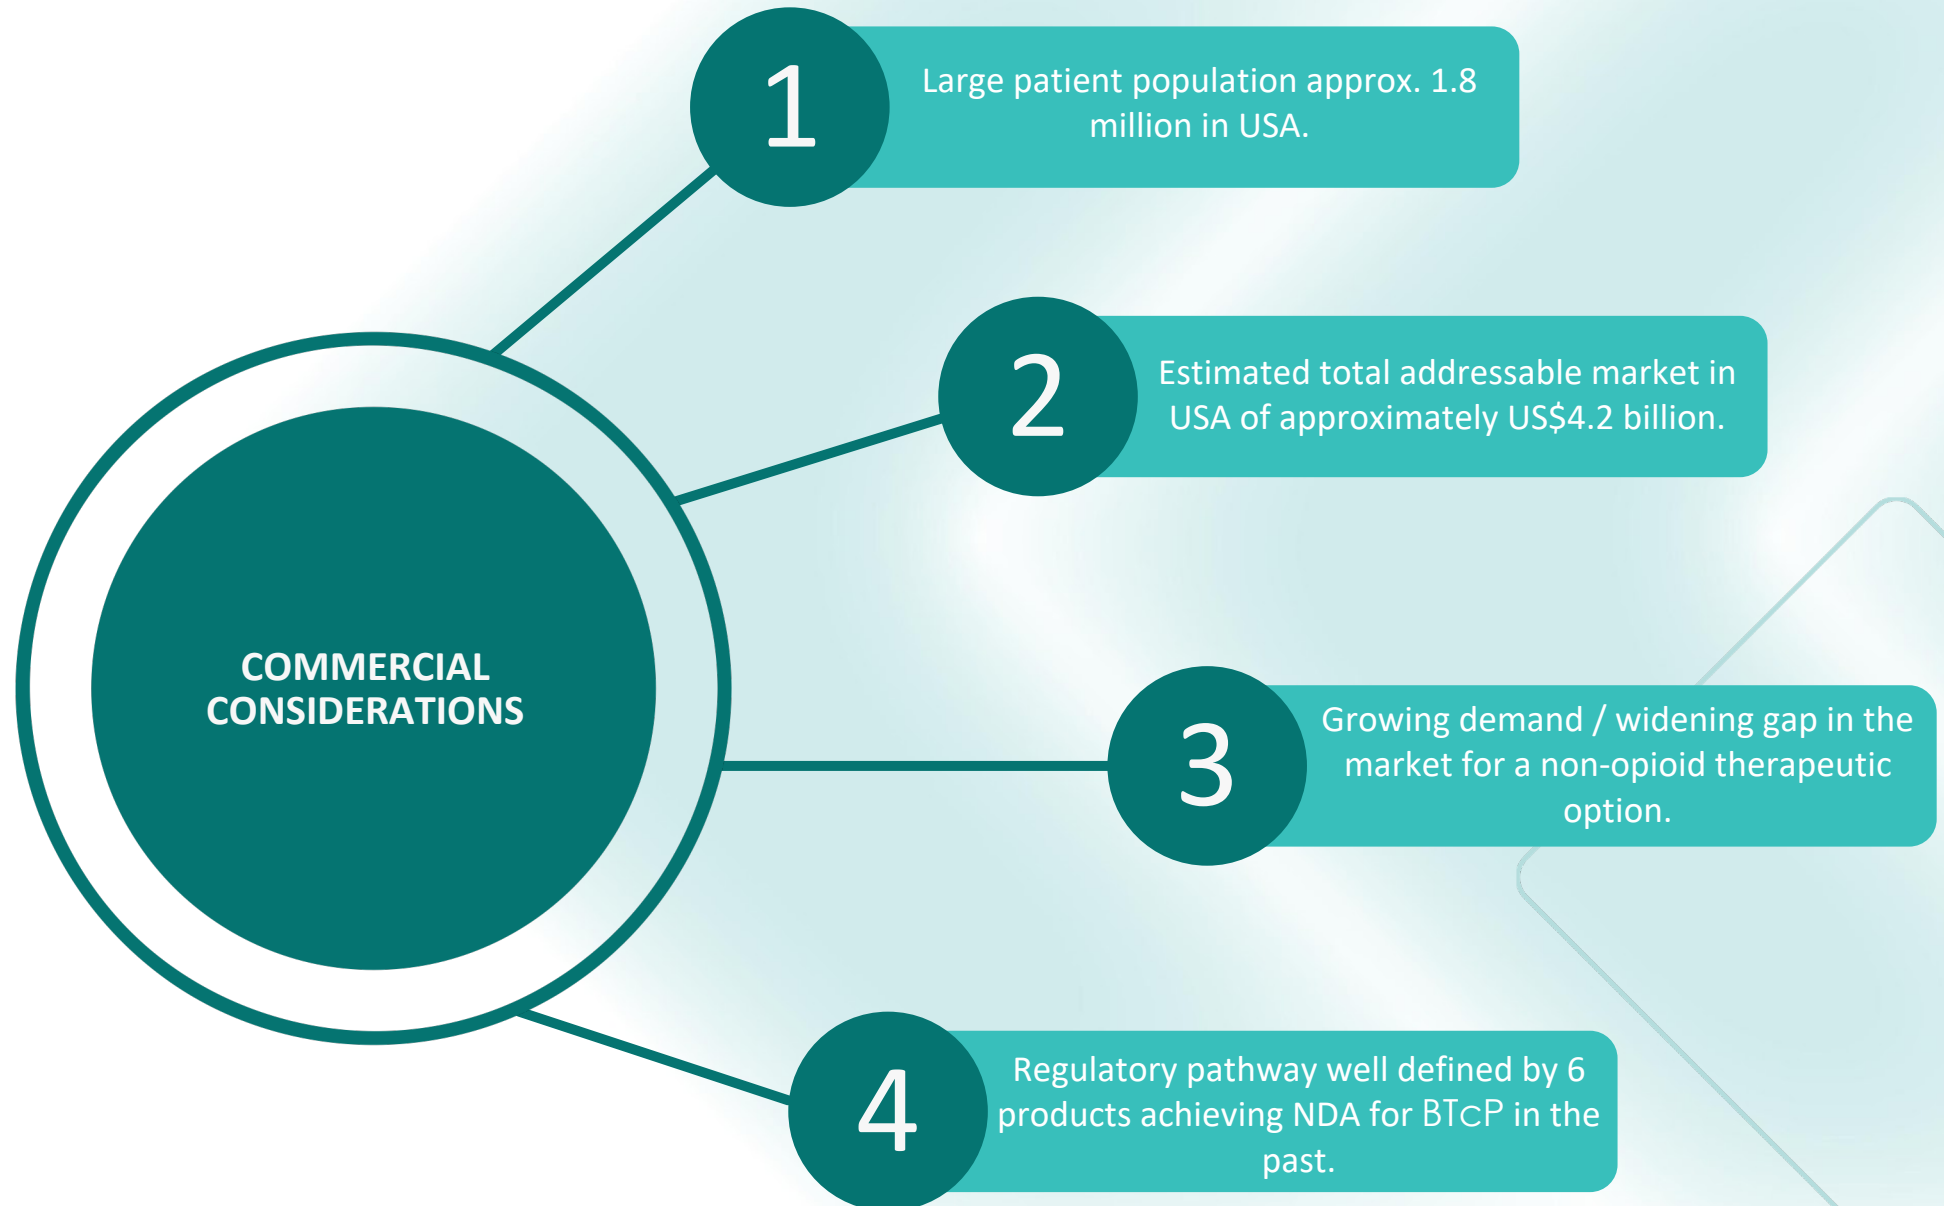 1
Large patient population approx. 1.8
million in USA.
2
Estimated total addressable market in
USA of approximately US$4.2 billion.
COMMERCIAL
CONSIDERATIONS
3
Growing demand / widening gap in the
market for a non-opioid therapeutic
option.
4
Regulatory pathway well defined by 6
products achieving NDA for BTcP in the
past.